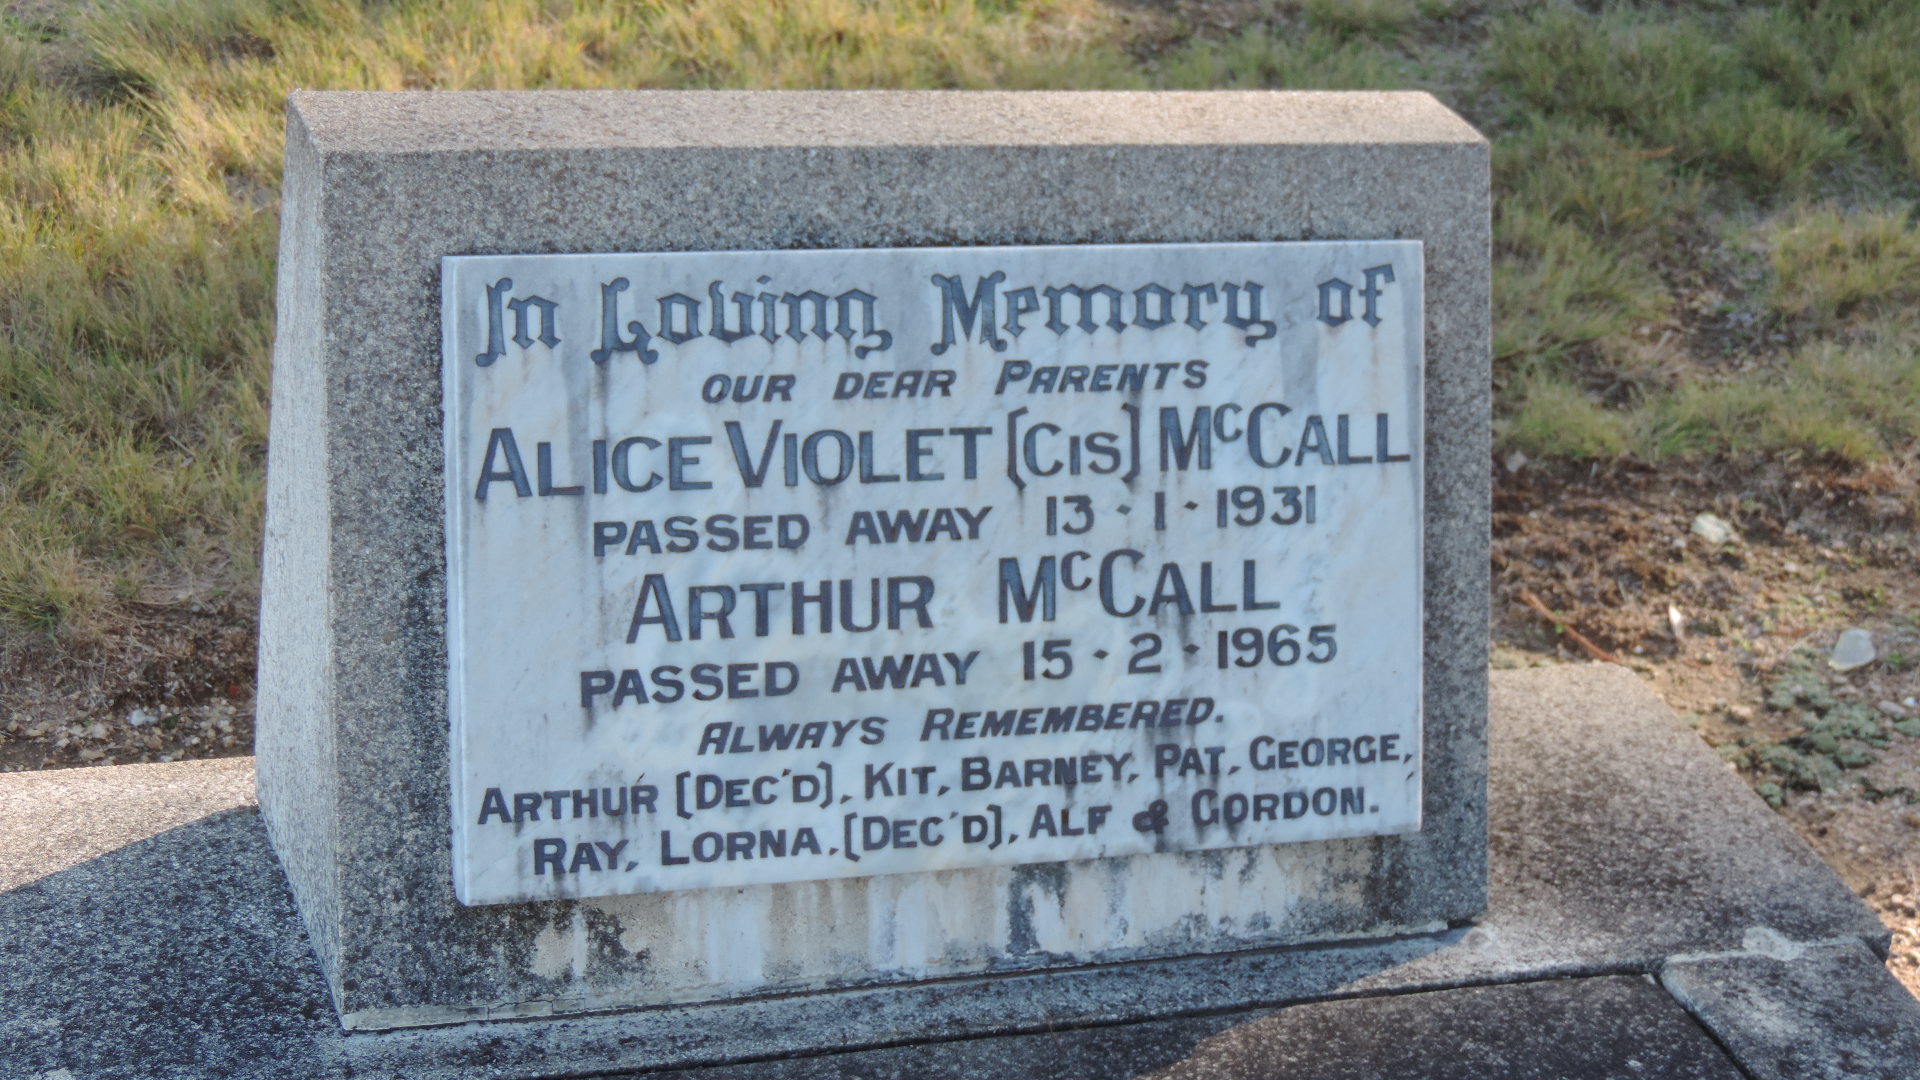 In Loving Memory of
OUR DEAR PARENTS
ALICE VIOLET (CIS) McCALL
PASSED AWAY 13 · 1 · 1931
ARTHUR McCALL
PASSED AWAY 15 · 2 · 1965
ALWAYS REMEMBERED.
ARTHUR (DEC'D), KIT, BARNEY, PAT, GEORGE,
RAY, LORNA, (DEC'D), ALF & GORDON.